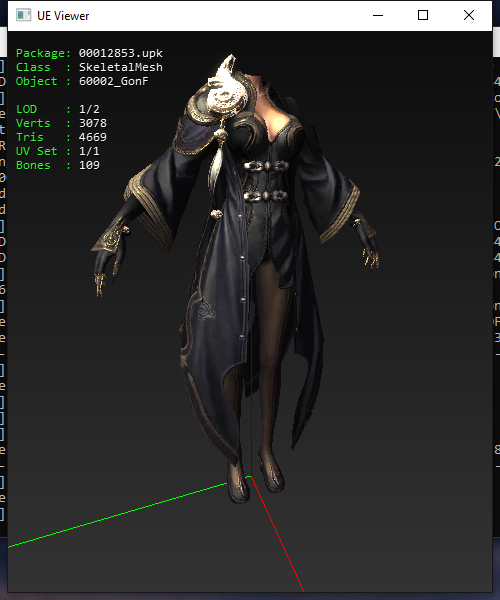 UE Viewer
Package: 00012853.upk
Class : SkeletalMesh
Object : 60002_GonF
LOD : 1/2
Verts : 3078
Tris : 4669
UV Set : 1/1
Bones : 109